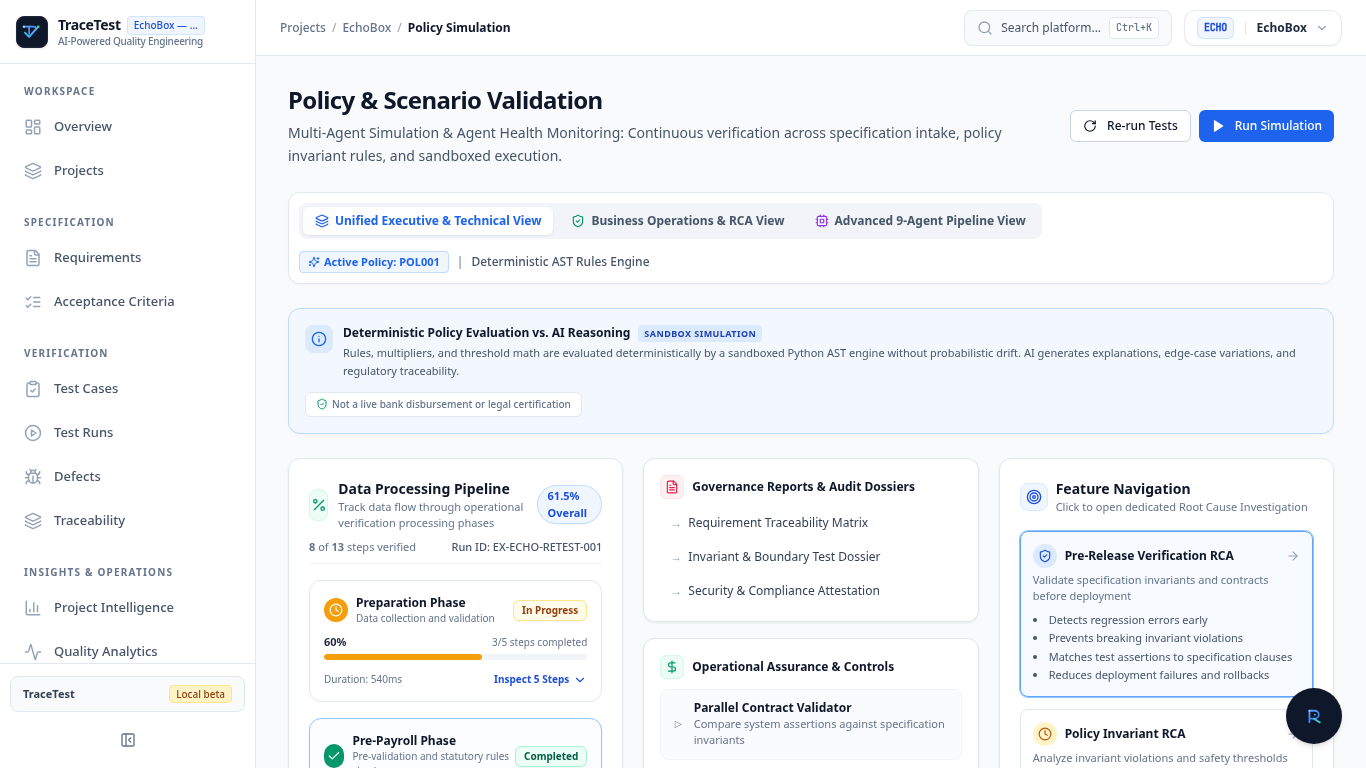 TraceTest
EchoBox — ...
AI-Powered Quality Engineering
WORKSPACE
Overview
Projects
SPECIFICATION
Requirements
Acceptance Criteria
VERIFICATION
Test Cases
Test Runs
Defects
Traceability
INSIGHTS & OPERATIONS
Project Intelligence
Quality Analytics
TraceTest
Local beta
Projects / EchoBox / Policy Simulation
Search platform...
Ctrl+K
ECHO
EchoBox
Policy & Scenario Validation
Multi-Agent Simulation & Agent Health Monitoring: Continuous verification across specification intake, policy
invariant rules, and sandboxed execution.
Re-run Tests
Run Simulation
Unified Executive & Technical View
Business Operations & RCA View
Advanced 9-Agent Pipeline View
Active Policy: POL001 | Deterministic AST Rules Engine
Deterministic Policy Evaluation vs. AI Reasoning
SANDBOX SIMULATION
Rules, multipliers, and threshold math are evaluated deterministically by a sandboxed Python AST engine without probabilistic drift. AI generates explanations, edge-case variations, and
regulatory traceability.
Not a live bank disbursement or legal certification
Data Processing Pipeline
Track data flow through operational
verification processing phases
61.5%
Overall
8 of 13 steps verified
Run ID: EX-ECHO-RETEST-001
Preparation Phase
Data collection and validation
In Progress
60%
3/5 steps completed
Duration: 540ms
Inspect 5 Steps
Pre-Payroll Phase
Pre-validation and statutory rules
Completed
Governance Reports & Audit Dossiers
→ Requirement Traceability Matrix
→ Invariant & Boundary Test Dossier
→ Security & Compliance Attestation
Operational Assurance & Controls
Parallel Contract Validator
Compare system assertions against specification
invariants
Feature Navigation
Click to open dedicated Root Cause Investigation
Pre-Release Verification RCA
Validate specification invariants and contracts
before deployment
• Detects regression errors early
• Prevents breaking invariant violations
• Matches test assertions to specification clauses
• Reduces deployment failures and rollbacks
Policy Invariant RCA
Analyze invariant violations and safety thresholds